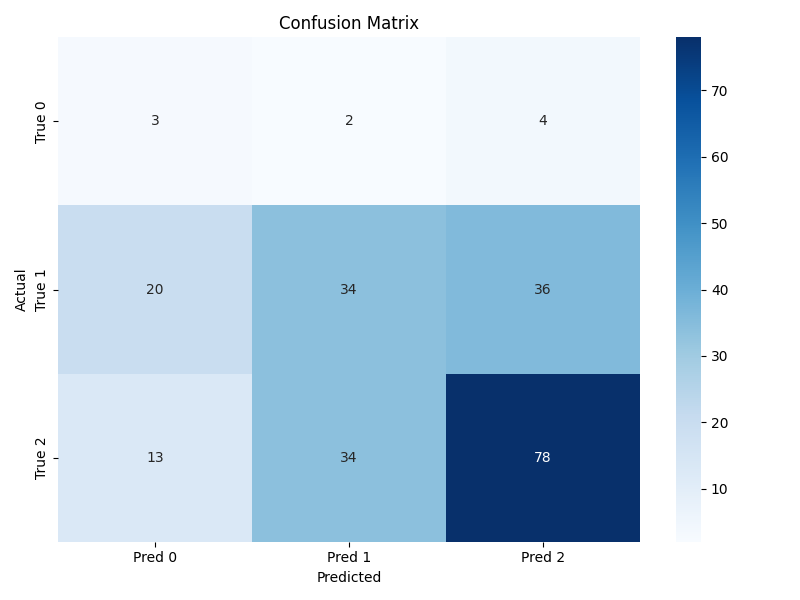 Confusion Matrix
Actual
True 0
3 2 4
True 1
20 34 36
True 2
13 34 78
Pred 0 Pred 1 Pred 2
Predicted
70
60
50
40
30
20
10